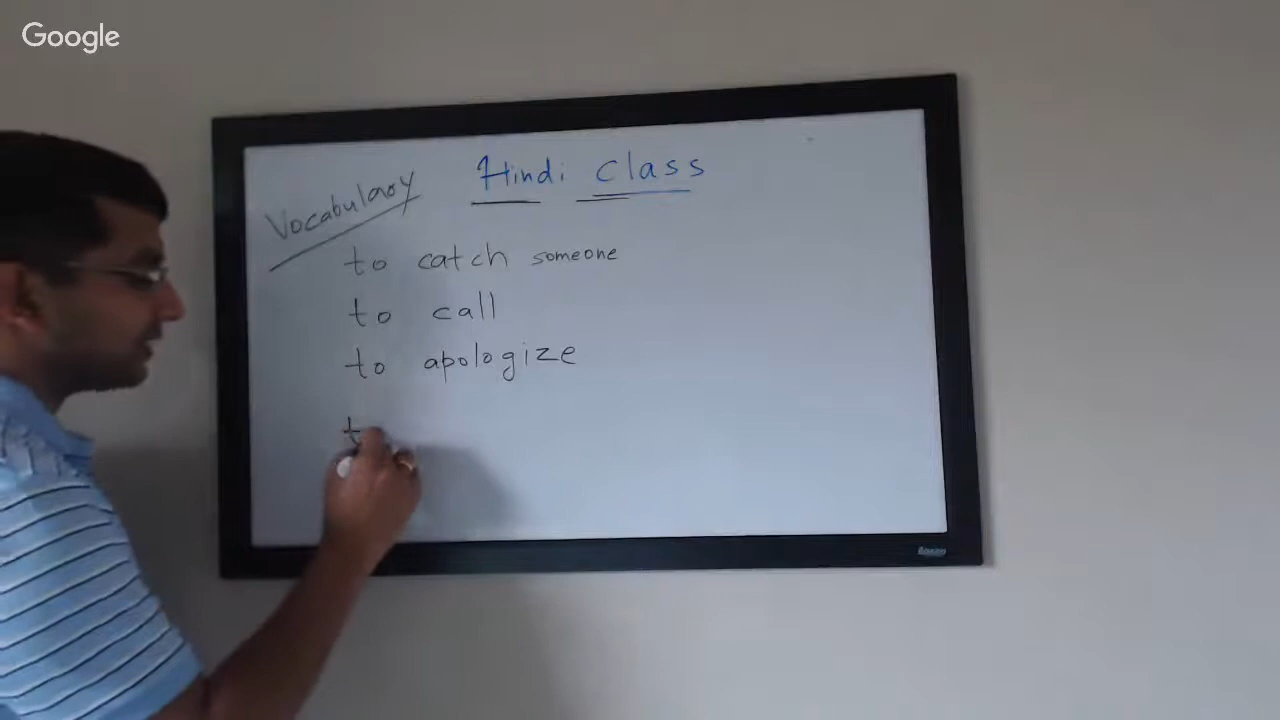 Google
Hindi Class
Vocabulary
to catch someone
to call
to apologize
t